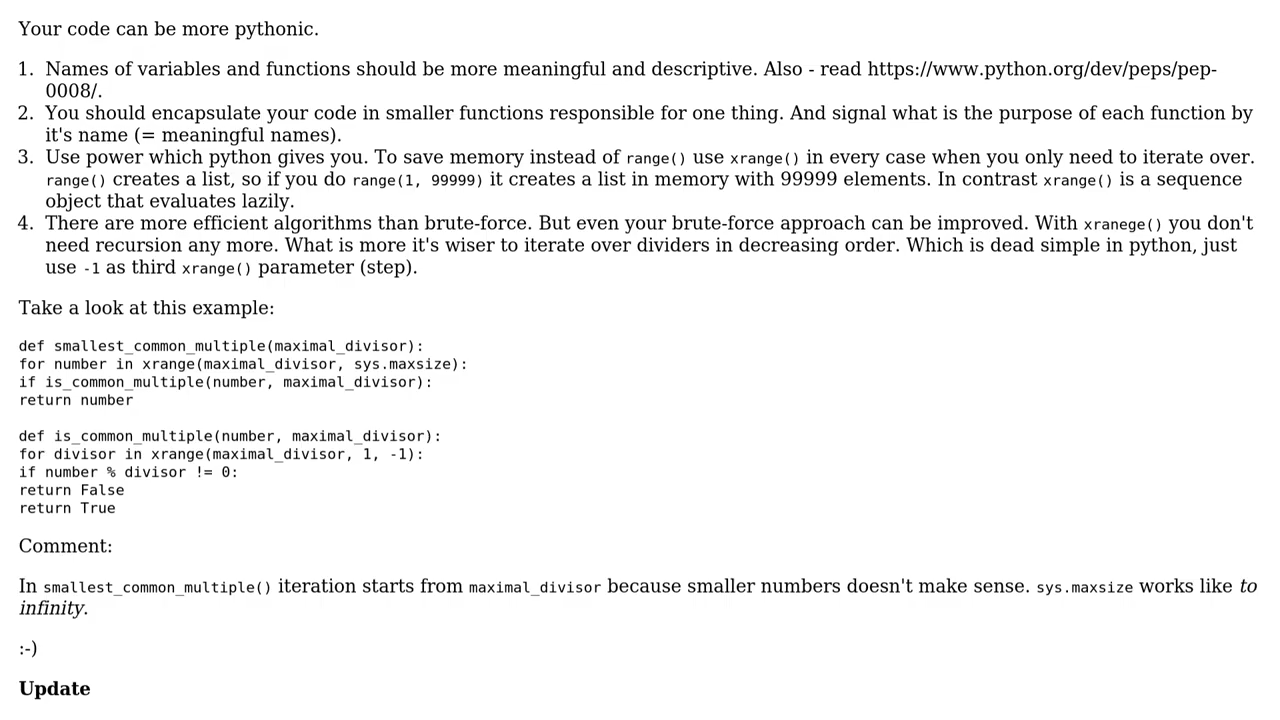 Your code can be more pythonic.
1. Names of variables and functions should be more meaningful and descriptive. Also - read https://www.python.org/dev/peps/pep-
0008/.
2. You should encapsulate your code in smaller functions responsible for one thing. And signal what is the purpose of each function by
it's name (= meaningful names).
3. Use power which python gives you. To save memory instead of range() use xrange() in every case when you only need to iterate over.
range() creates a list, so if you do range(1, 99999) it creates a list in memory with 99999 elements. In contrast xrange() is a sequence
object that evaluates lazily.
4. There are more efficient algorithms than brute-force. But even your brute-force approach can be improved. With xranege() you don't
need recursion any more. What is more it's wiser to iterate over dividers in decreasing order. Which is dead simple in python, just
use -1 as third xrange() parameter (step).
Take a look at this example:
def smallest_common_multiple(maximal_divisor):
for number in xrange(maximal_divisor, sys.maxsize):
if is_common_multiple(number, maximal_divisor):
return number
def is_common_multiple(number, maximal_divisor):
for divisor in xrange(maximal_divisor, 1, -1):
if number % divisor != 0:
return False
return True
Comment:
In smallest_common_multiple() iteration starts from maximal_divisor because smaller numbers doesn't make sense. sys.maxsize works like to
infinity.
:-)
Update